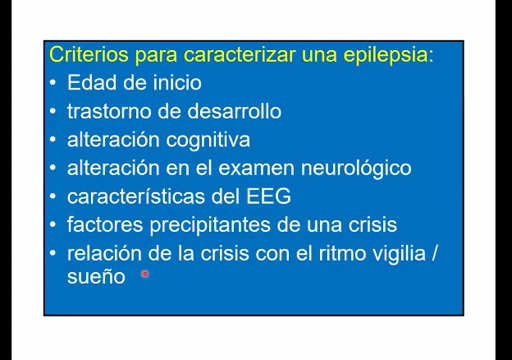 Criterios para caracterizar una epilepsia:
• Edad de inicio
• trastorno de desarrollo
• alteración cognitiva
• alteración en el examen neurológico
• características del EEG
• factores precipitantes de una crisis
• relación de la crisis con el ritmo vigilia /
sueño